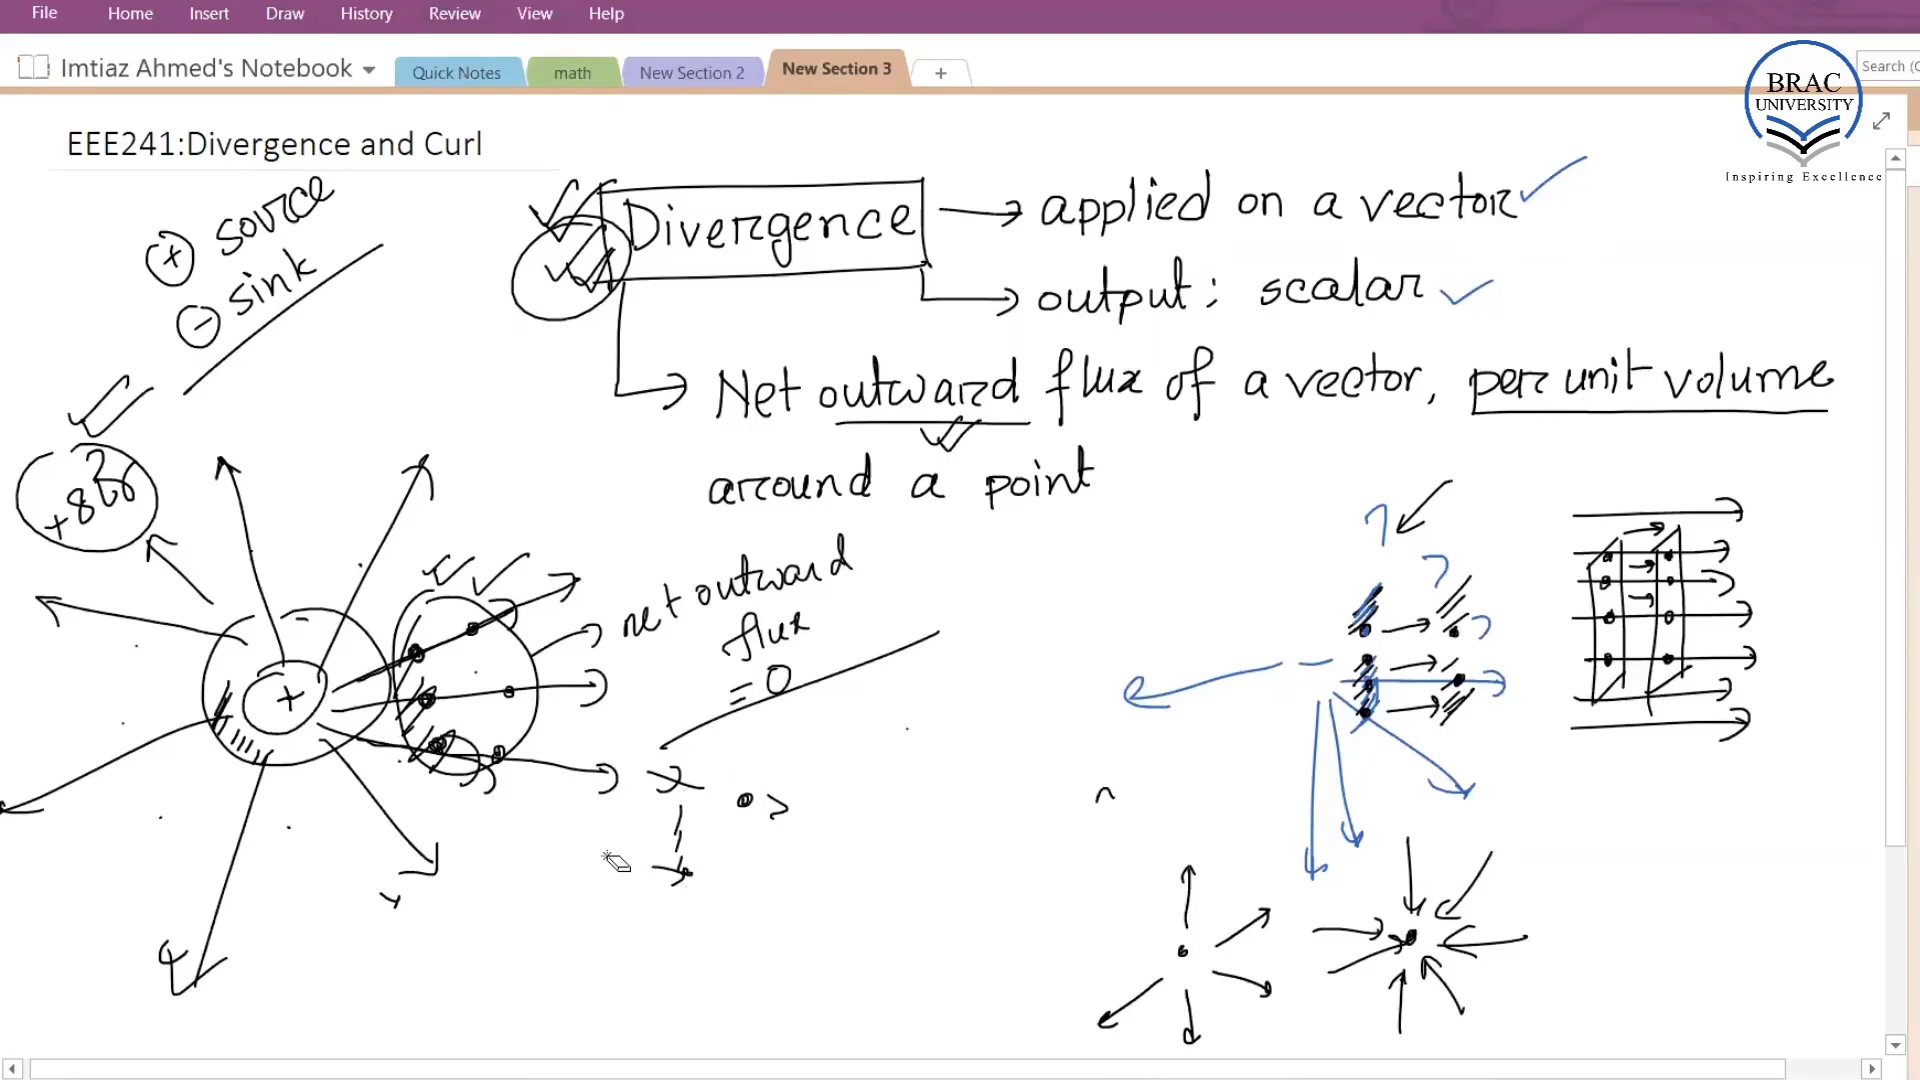 File Home Insert Draw History Review View Help
Imtiaz Ahmed's Notebook Quick Notes math New Section 2 New Section 3 +
Search (C
BRAC
UNIVERSITY
Inspiring Excellence
EEE241:Divergence and Curl
+ source
- sink
Divergence → applied on a vector
→ output: scalar
→ Net outward flux of a vector, per unit volume
around a point
net outward
flux
= 0
+